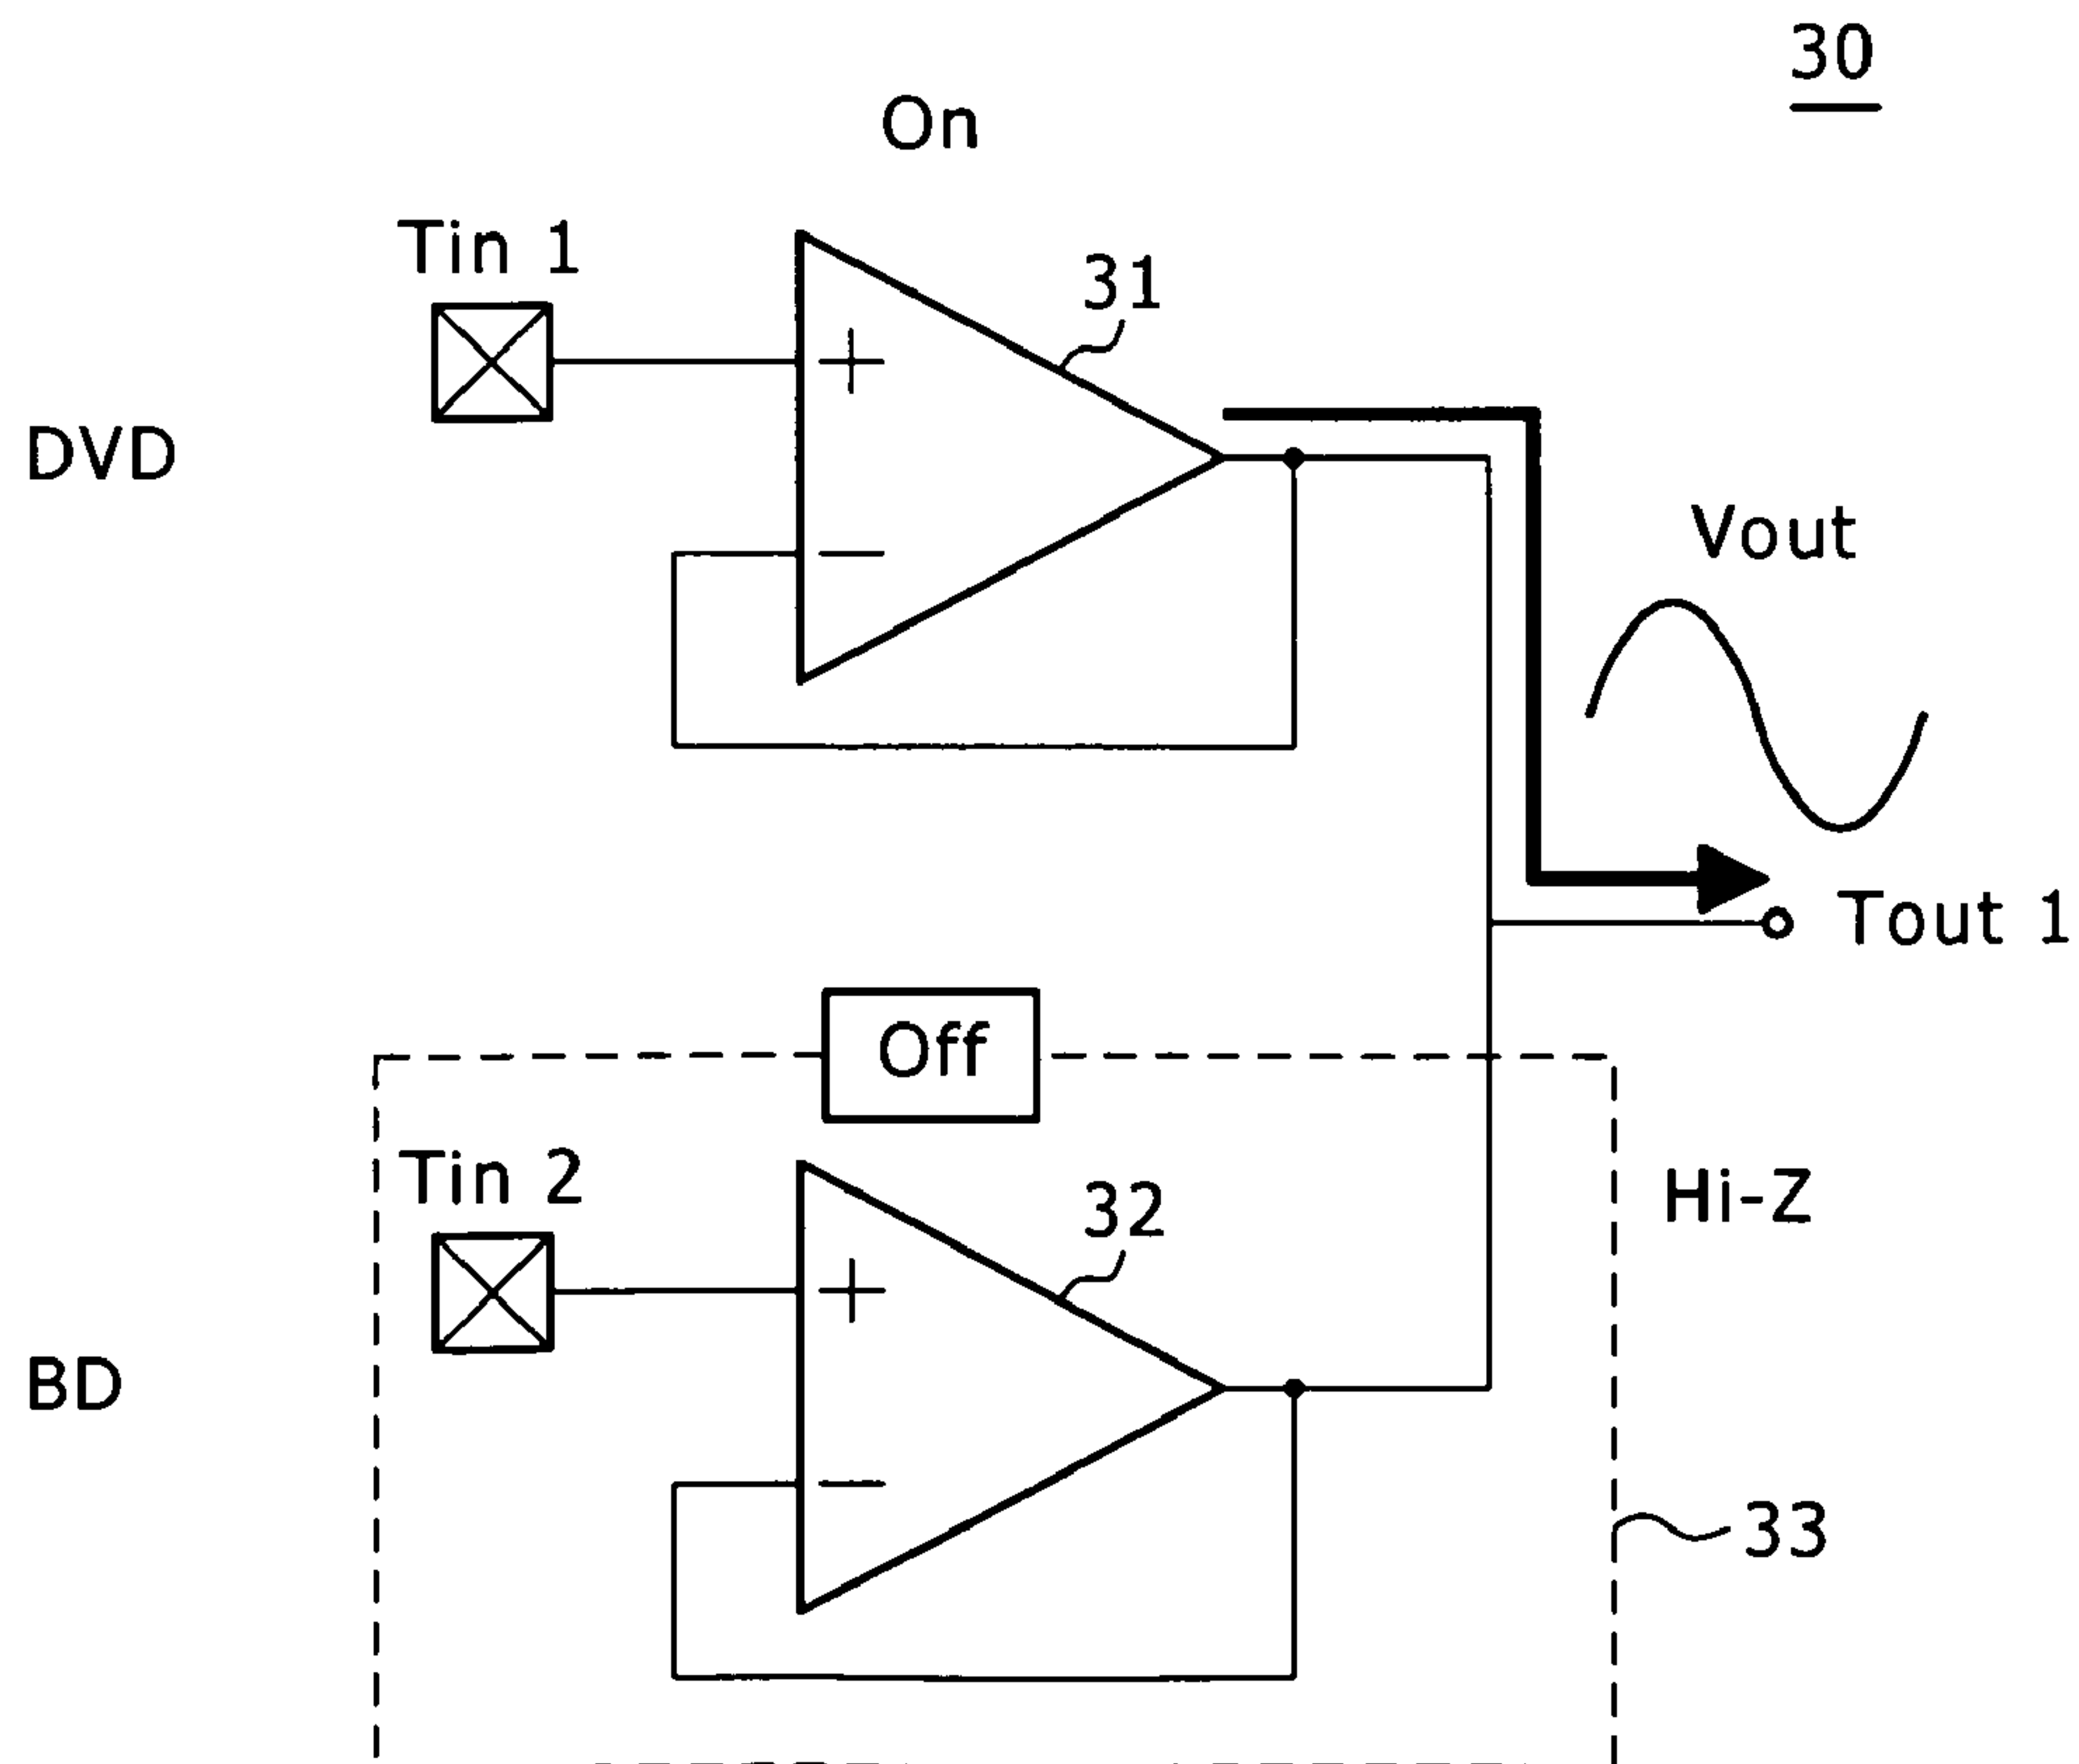 30
On
Tin 1
31
+
DVD
−
Vout
Tout 1
Off
Tin 2
32
Hi-Z
+
BD
−
33